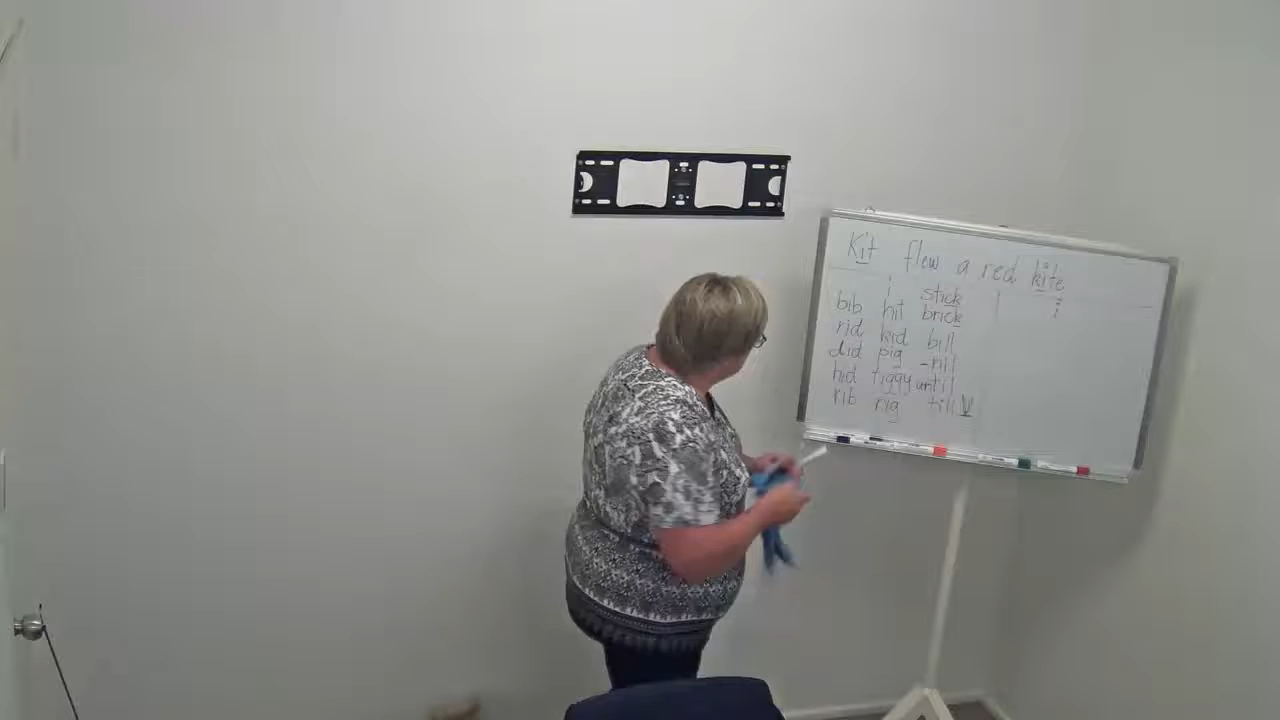 Kit flew a red kite
i stick i
bib hit brick
rid kid bill
did pig -nill
hid figgy until
rib rig till